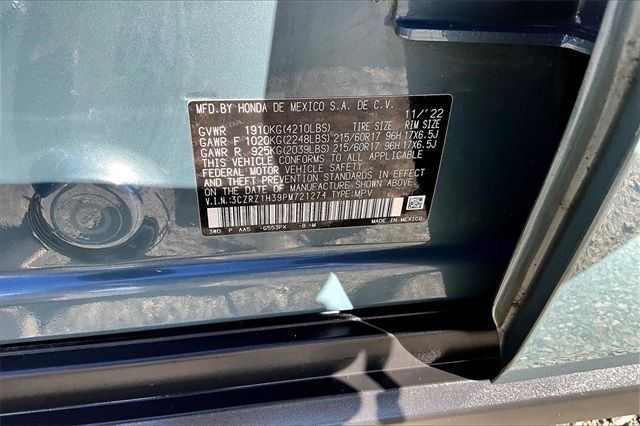 MFD. BY HONDA DE MEXICO S.A. DE C.V. 11/'22
GVWR 1910KG(4210LBS) TIRE SIZE RIM SIZE
GAWR F 1020KG(2248LBS) 215/60R17 96H 17X6.5J
GAWR R 925KG(2039LBS) 215/60R17 96H 17X6.5J
THIS VEHICLE CONFORMS TO ALL APPLICABLE
FEDERAL MOTOR VEHICLE SAFETY
STANDARDS IN EFFECT ON THE
DATE OF MANUFACTURE SHOWN ABOVE.
V.I.N.:3CZRZ1H39PM721274 TYPE:MPV
MADE IN MEXICO
3W0 P AA5 -G553PX -B -M